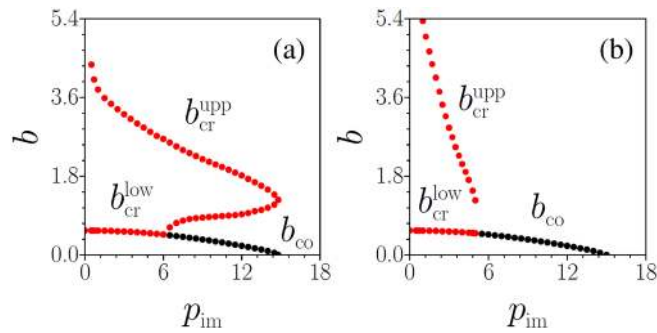 5.4
3.6
1.8
0.0
b
(a)
b_cr^upp
b_cr^low
b_co
0 6 12 18
p_im
5.4
3.6
1.8
0.0
b
(b)
b_cr^upp
b_cr^low
b_co
0 6 12 18
p_im